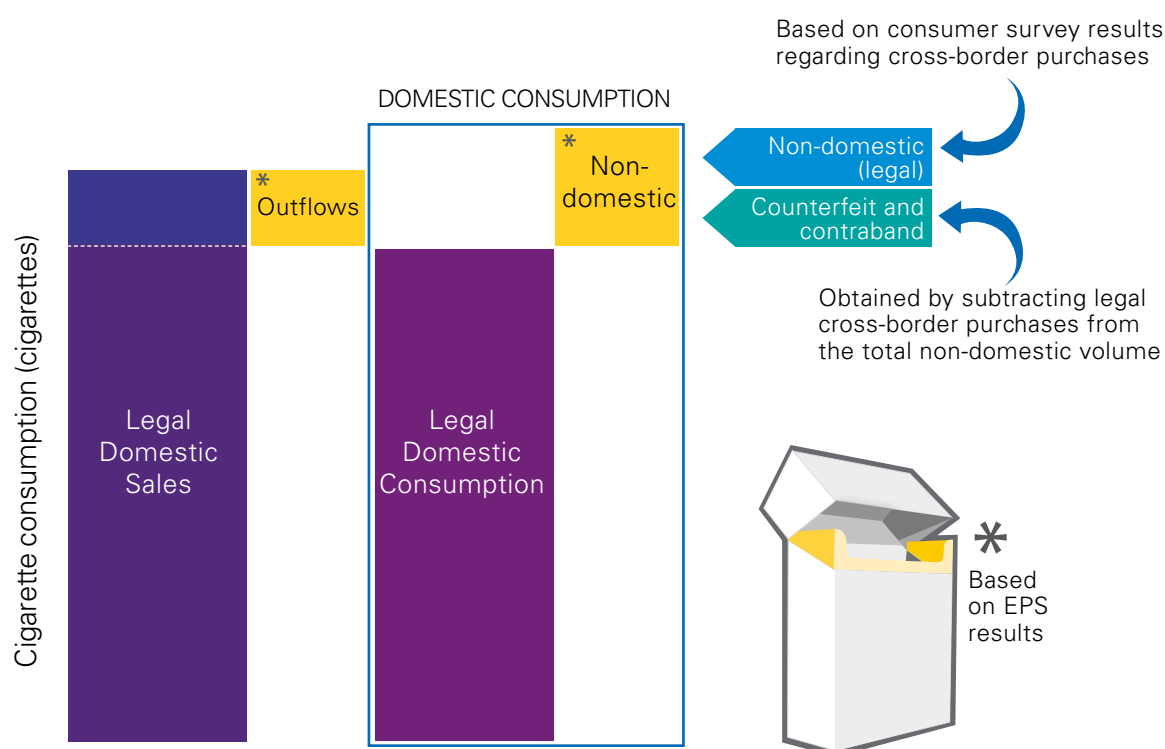 Based on consumer survey results
regarding cross-border purchases
DOMESTIC CONSUMPTION
Cigarette consumption (cigarettes)
Legal
Domestic
Sales
*
Outflows
Legal
Domestic
Consumption
*
Non-
domestic
Non-domestic
(legal)
Counterfeit and
contraband
Obtained by subtracting legal
cross-border purchases from
the total non-domestic volume
*
Based
on EPS
results